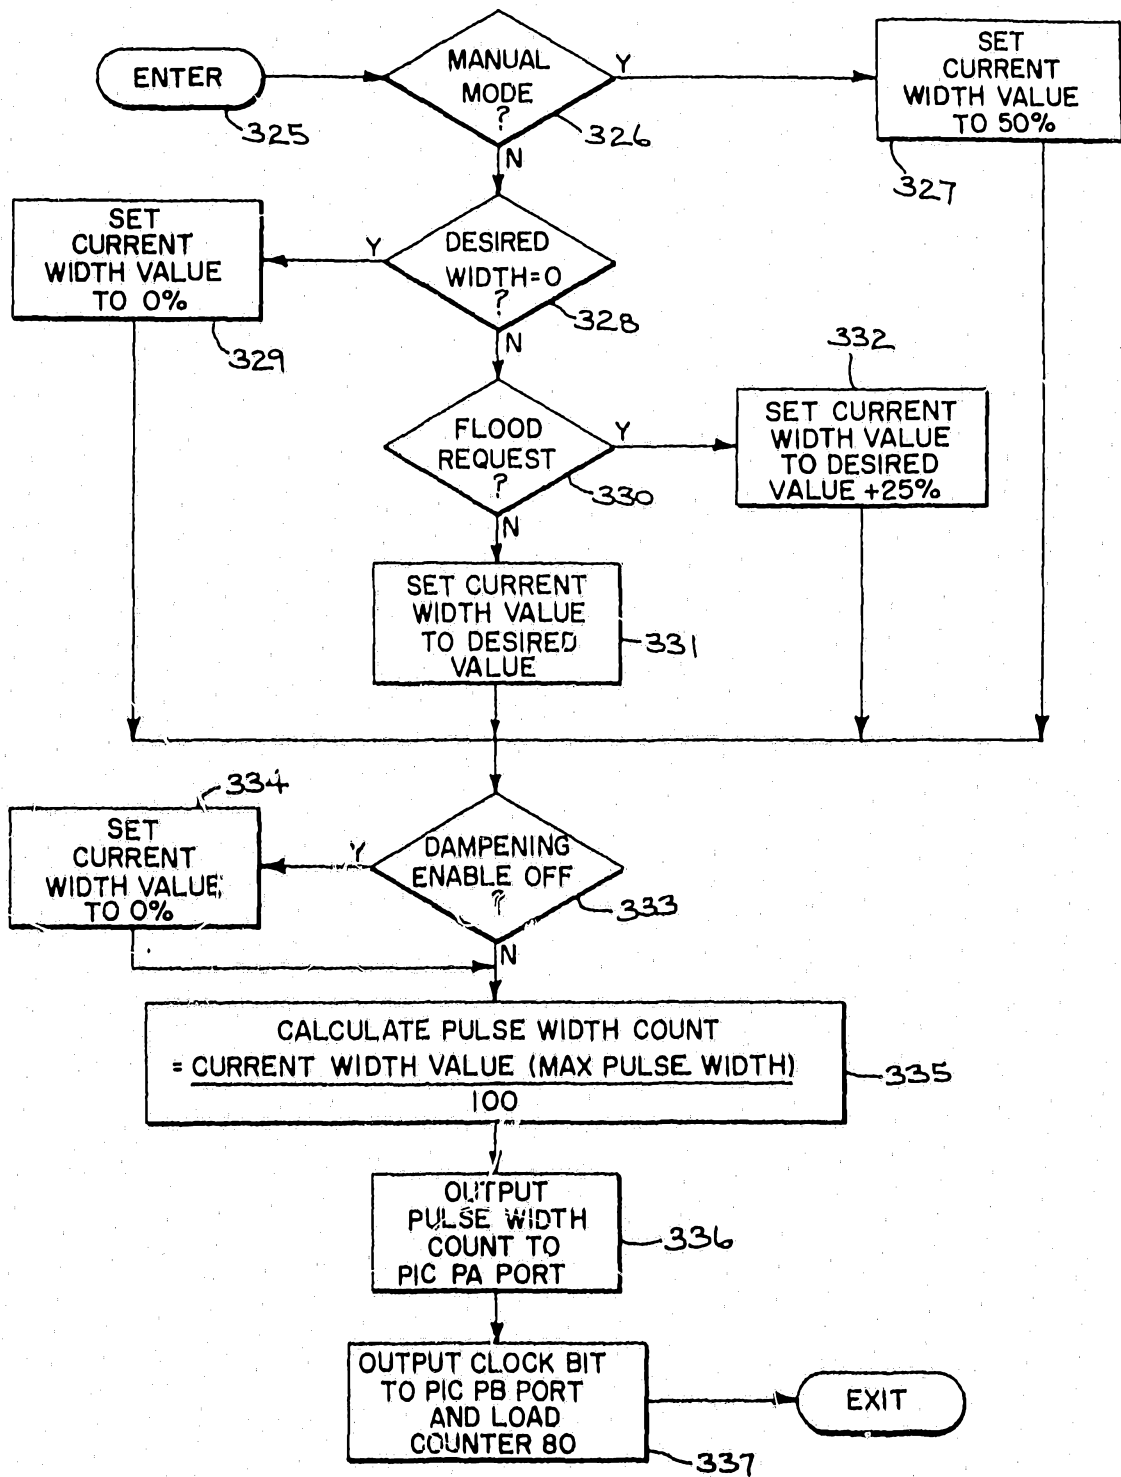 ENTER
325
MANUAL
MODE
?
326
Y
N
SET
CURRENT
WIDTH VALUE
TO 50%
327
DESIRED
WIDTH=0
?
328
Y
N
SET
CURRENT
WIDTH VALUE
TO 0%
329
FLOOD
REQUEST
?
330
Y
N
332
SET CURRENT
WIDTH VALUE
TO DESIRED
VALUE +25%
SET CURRENT
WIDTH VALUE
TO DESIRED
VALUE
331
334
SET
CURRENT
WIDTH VALUE
TO 0%
DAMPENING
ENABLE OFF
?
333
Y
N
CALCULATE PULSE WIDTH COUNT
= CURRENT WIDTH VALUE (MAX PULSE WIDTH)
100
335
OUTPUT
PULSE WIDTH
COUNT TO
PIC PA PORT
336
OUTPUT CLOCK BIT
TO PIC PB PORT
AND LOAD
COUNTER 80
337
EXIT